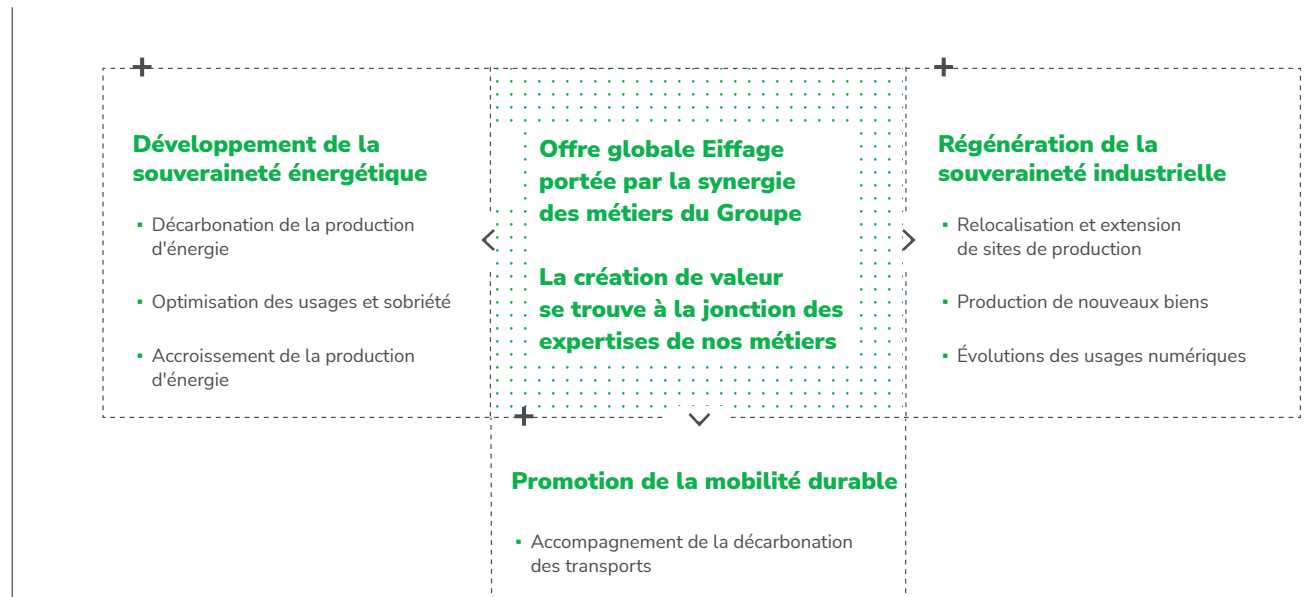 Développement de la
souveraineté énergétique
▪ Décarbonation de la production
d'énergie
▪ Optimisation des usages et sobriété
▪ Accroissement de la production
d'énergie
Offre globale Eiffage
portée par la synergie
des métiers du Groupe
La création de valeur
se trouve à la jonction des
expertises de nos métiers
Régénération de la
souveraineté industrielle
▪ Relocalisation et extension
de sites de production
▪ Production de nouveaux biens
▪ Évolutions des usages numériques
Promotion de la mobilité durable
▪ Accompagnement de la décarbonation
des transports